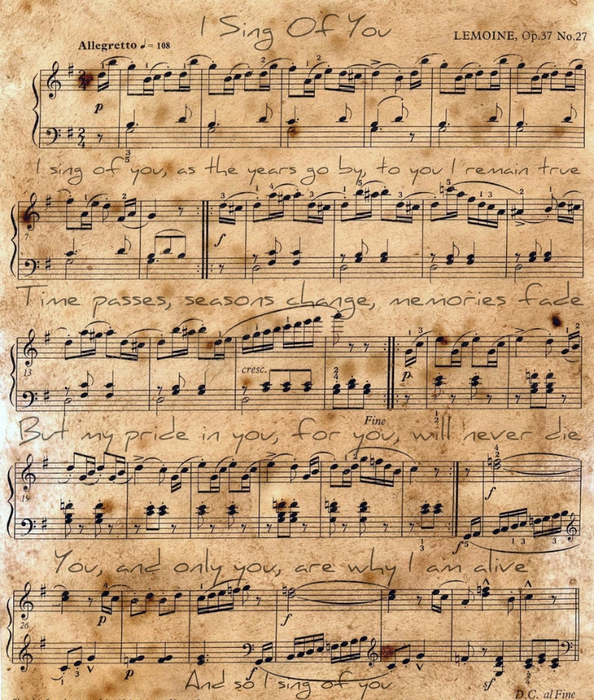 I Sing Of You
Allegretto ♩= 108
LEMOINE, Op.37 No.27
p
I sing of you, as the years go by, to you I remain true
f
Time passes, seasons change, memories fade
13
cresc.
p
Fine
But my pride in you, for you, will never die
19
f
You, and only you, are why I am alive
26
p
f
p
f
sf
And so I sing of you
D.C. al Fine